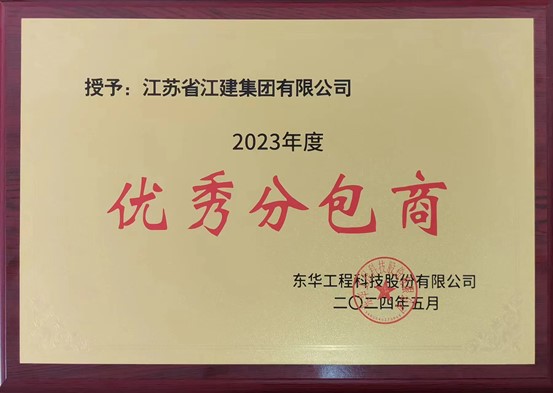 授予：江苏省江建集团有限公司
2023年度
优秀分包商
东华工程科技股份有限公司
二〇二四年五月